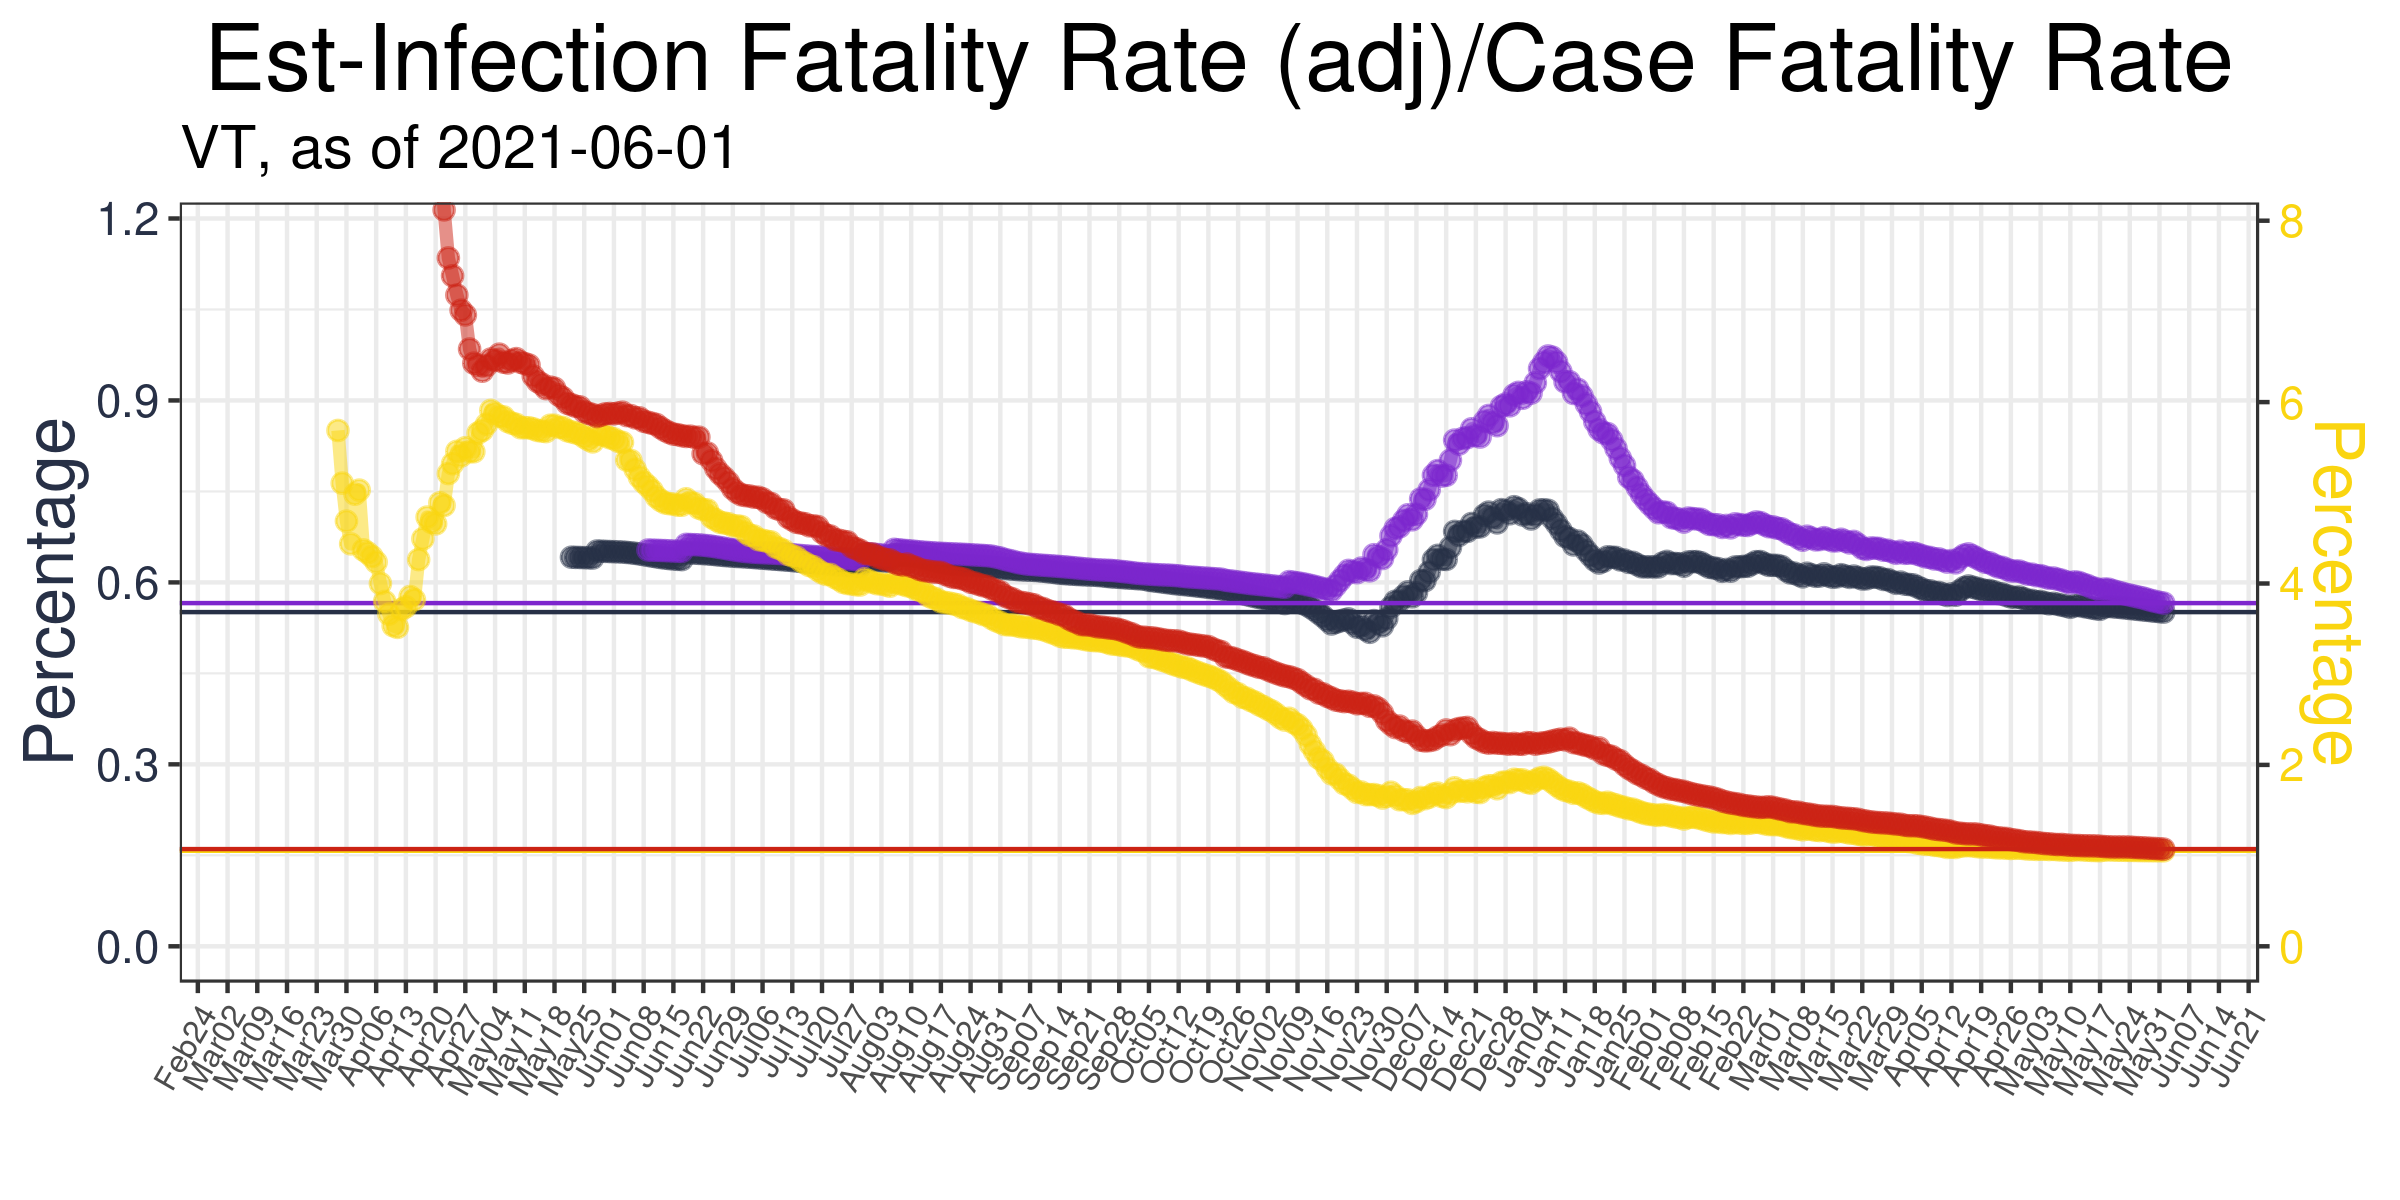 Est-Infection Fatality Rate (adj)/Case Fatality Rate
VT, as of 2021-06-01
Percentage
1.2
0.9
0.6
0.3
0.0
8
6
4
2
0
Percentage
Feb24
Mar02
Mar09
Mar16
Mar23
Mar30
Apr06
Apr13
Apr20
Apr27
May04
May11
May18
May25
Jun01
Jun08
Jun15
Jun22
Jun29
Jul06
Jul13
Jul20
Jul27
Aug03
Aug10
Aug17
Aug24
Aug31
Sep07
Sep14
Sep21
Sep28
Oct05
Oct12
Oct19
Oct26
Nov02
Nov09
Nov16
Nov23
Nov30
Dec07
Dec14
Dec21
Dec28
Jan04
Jan11
Jan18
Jan25
Feb01
Feb08
Feb15
Feb22
Mar01
Mar08
Mar15
Mar22
Mar29
Apr05
Apr12
Apr19
Apr26
May03
May10
May17
May24
May31
Jun07
Jun14
Jun21